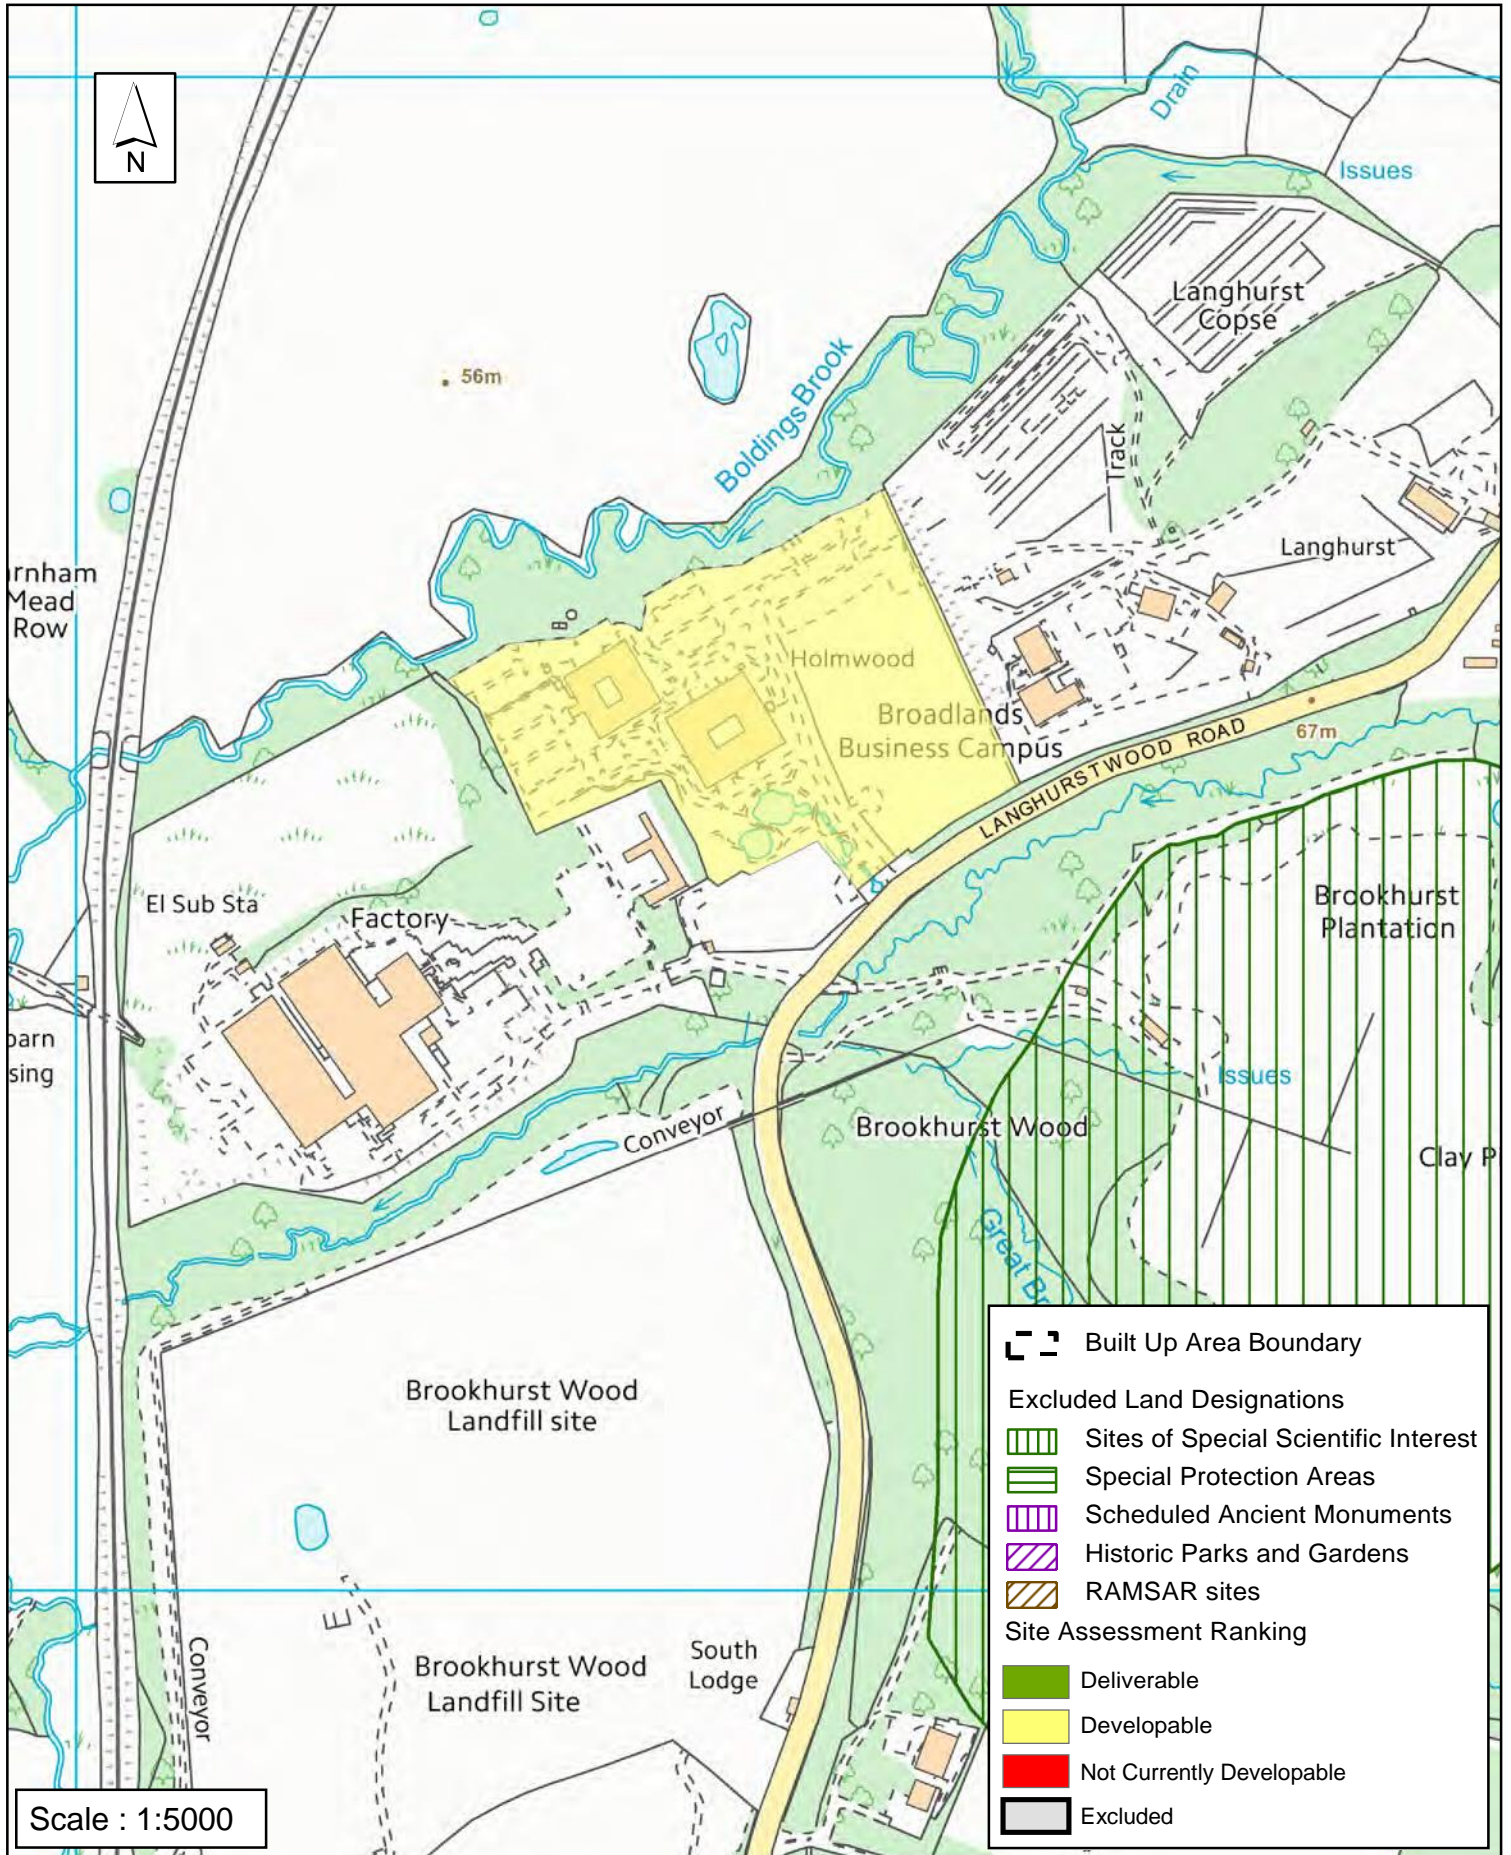 N
Drain
Issues
Langhurst
Copse
56m
Boldings Brook
Track
Langhurst
Mead
Row
Holmwood
Broadlands
Business Campus
LANGHURSTWOOD ROAD
67m
El Sub Sta
Factory
Brookhurst
Plantation
Issues
Conveyor
Brookhurst Wood
Clay P
Great Br
Brookhurst Wood
Landfill site
Conveyor
Brookhurst Wood
Landfill Site
South
Lodge
Built Up Area Boundary
Excluded Land Designations
Sites of Special Scientific Interest
Special Protection Areas
Scheduled Ancient Monuments
Historic Parks and Gardens
RAMSAR sites
Site Assessment Ranking
Deliverable
Developable
Not Currently Developable
Excluded
Scale : 1:5000